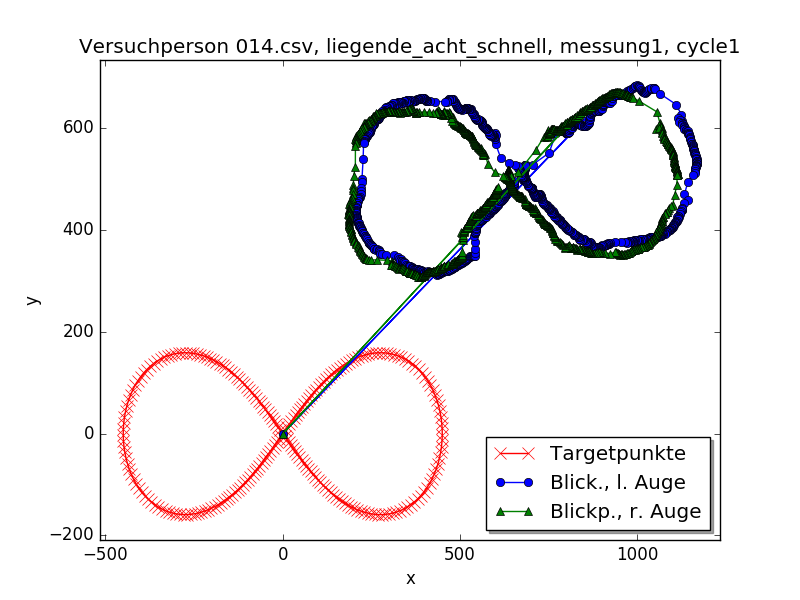 Versuchperson 014.csv, liegende_acht_schnell, messung1, cycle1
600
400
200
0
−200
y
−500
0
500
1000
x
Targetpunkte
Blick., l. Auge
Blickp., r. Auge